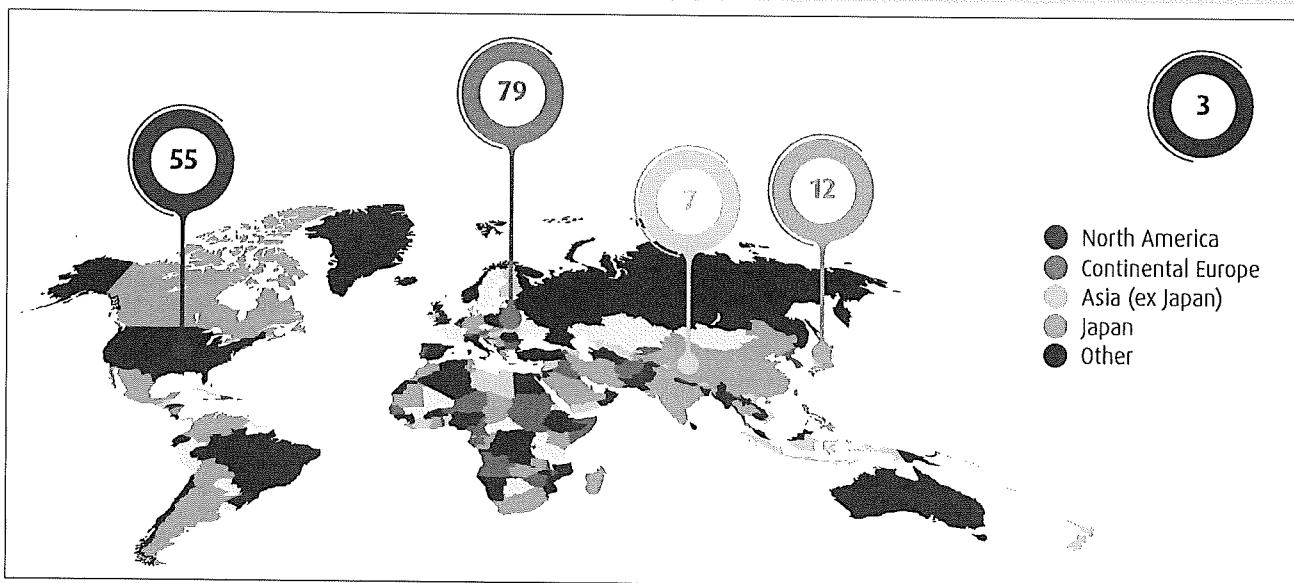 79
3
55
7
12
North America
Continental Europe
Asia (ex Japan)
Japan
Other